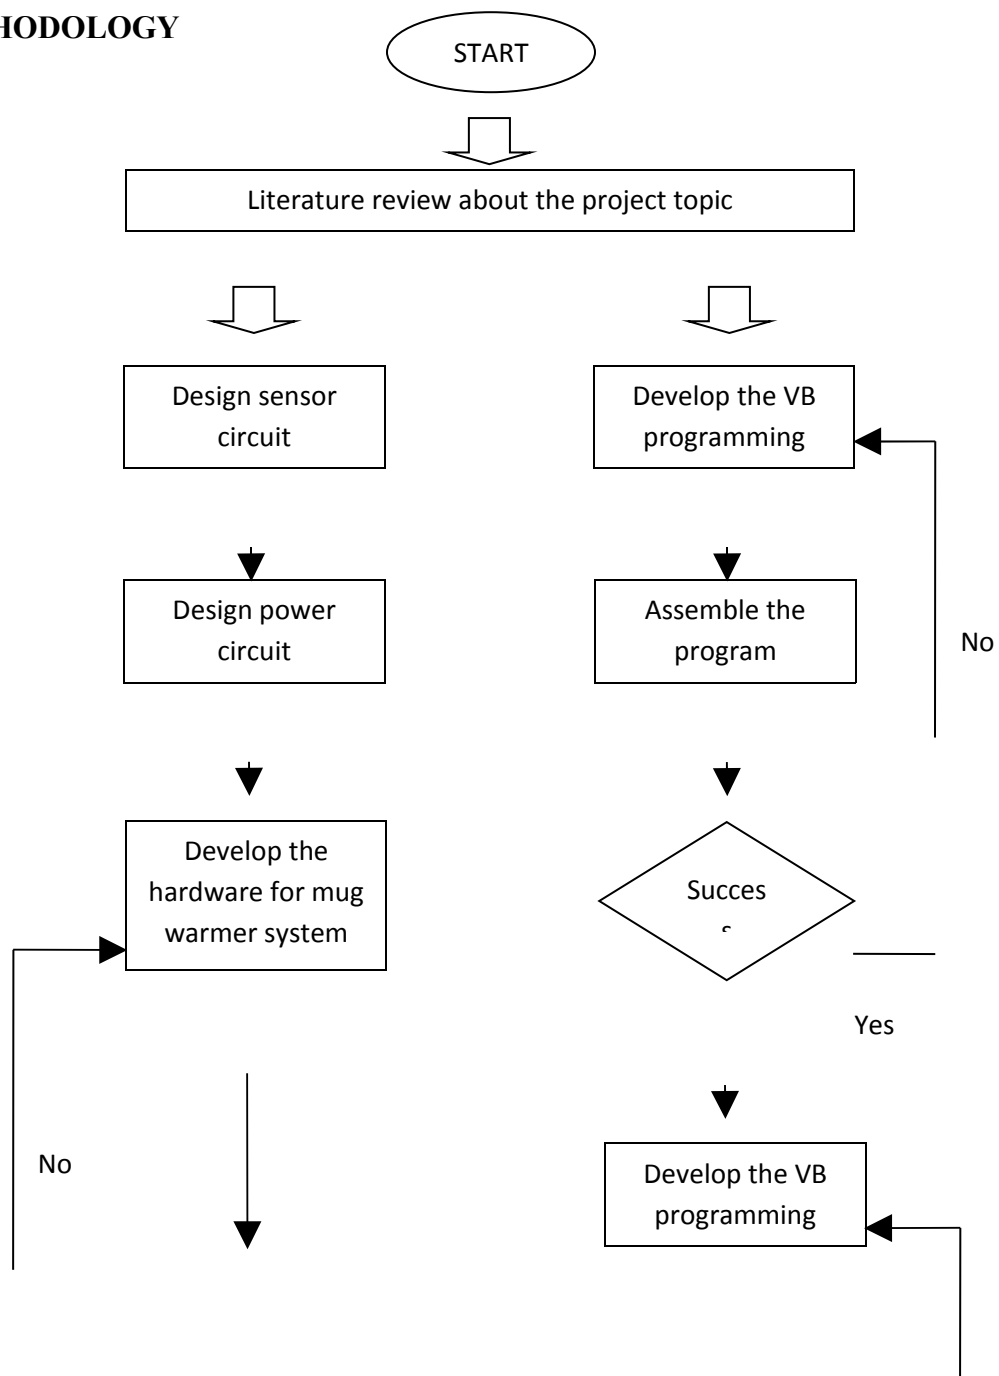 HODOLOGY
START
Literature review about the project topic
Design sensor
circuit
Develop the VB
programming
Design power
circuit
Assemble the
program
No
Develop the
hardware for mug
warmer system
Succes
s
Yes
No
Develop the VB
programming